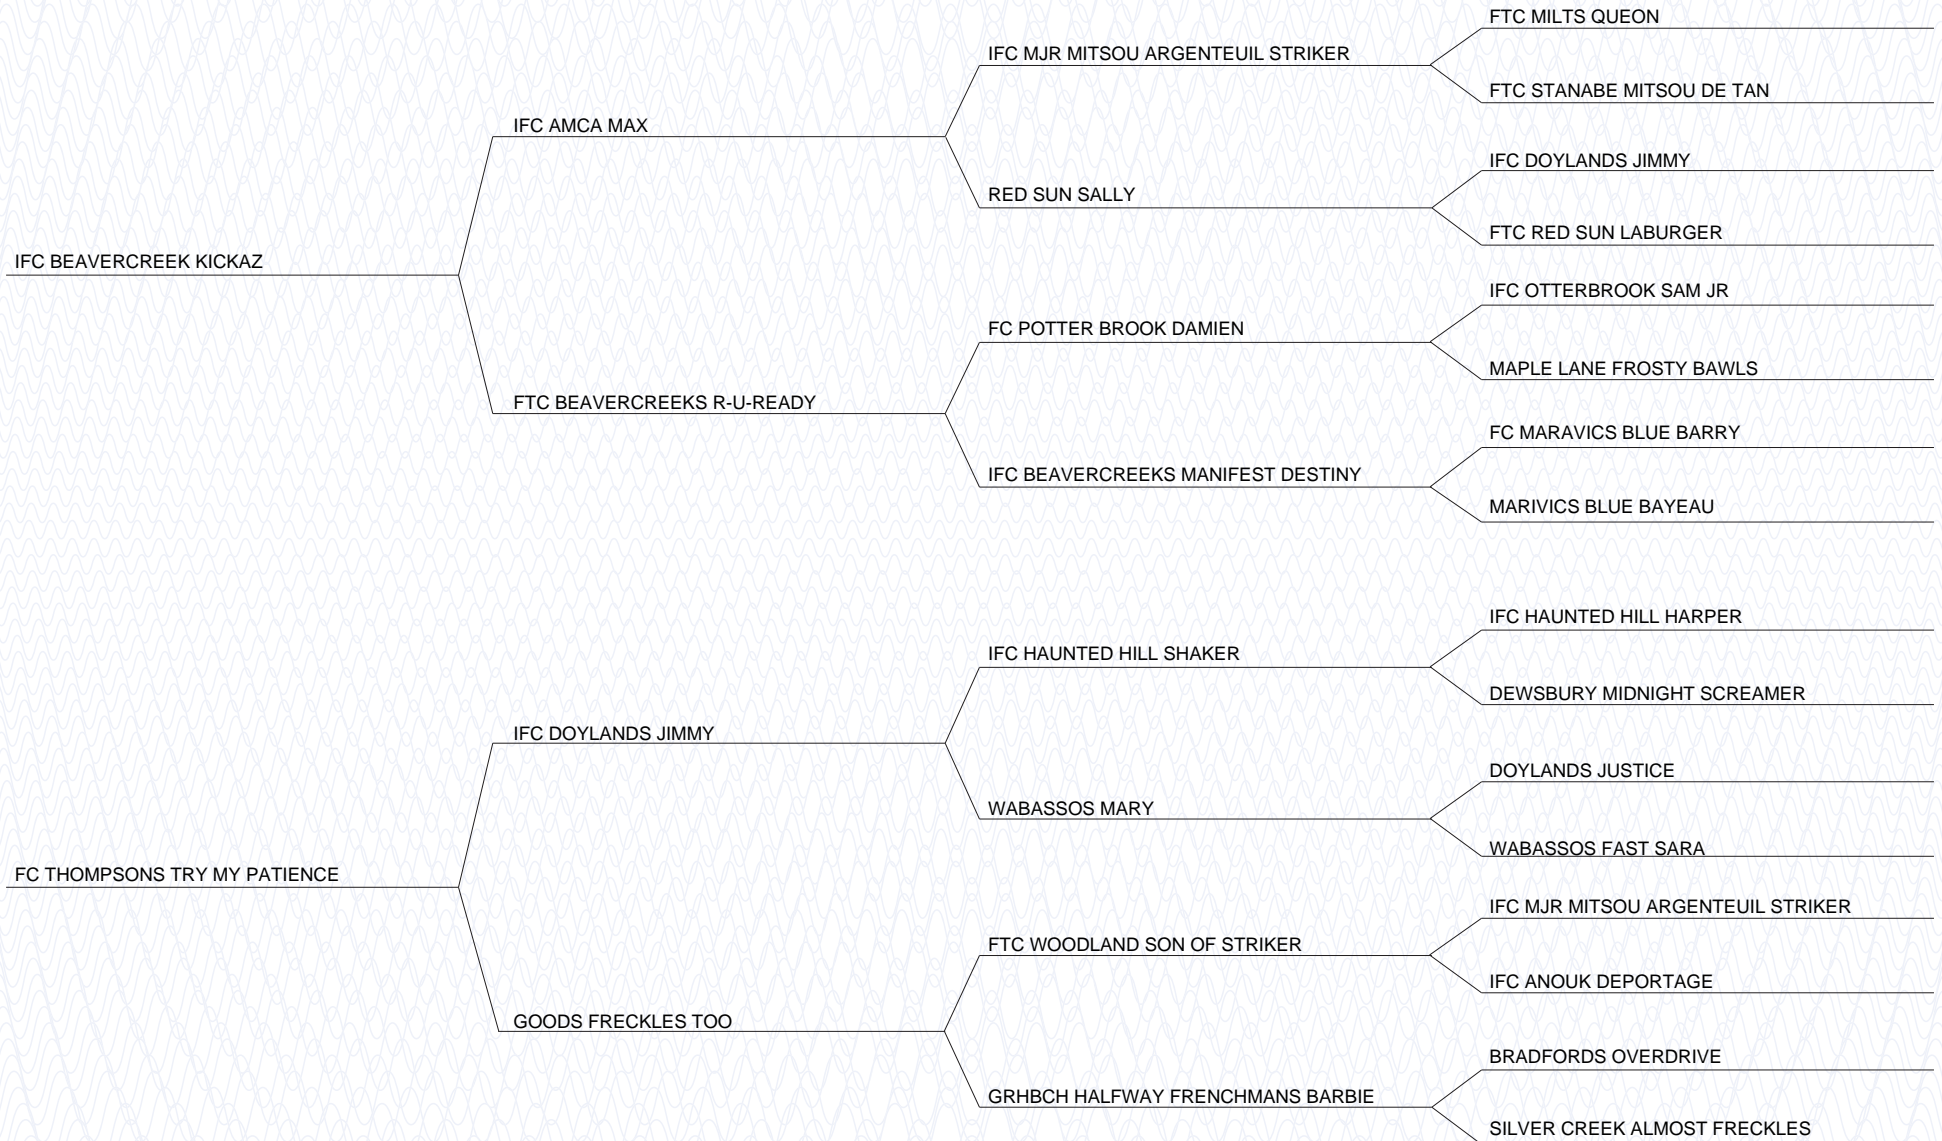 FTC MILTS QUEON
IFC MJR MITSOU ARGENTEUIL STRIKER
FTC STANABE MITSOU DE TAN
IFC AMCA MAX
IFC DOYLANDS JIMMY
RED SUN SALLY
FTC RED SUN LABURGER
IFC BEAVERCREEK KICKAZ
IFC OTTERBROOK SAM JR
FC POTTER BROOK DAMIEN
MAPLE LANE FROSTY BAWLS
FTC BEAVERCREEKS R-U-READY
FC MARAVICS BLUE BARRY
IFC BEAVERCREEKS MANIFEST DESTINY
MARIVICS BLUE BAYEAU
IFC HAUNTED HILL HARPER
IFC HAUNTED HILL SHAKER
DEWSBURY MIDNIGHT SCREAMER
IFC DOYLANDS JIMMY
DOYLANDS JUSTICE
WABASSOS MARY
WABASSOS FAST SARA
FC THOMPSONS TRY MY PATIENCE
IFC MJR MITSOU ARGENTEUIL STRIKER
FTC WOODLAND SON OF STRIKER
IFC ANOUK DEPORTAGE
GOODS FRECKLES TOO
BRADFORDS OVERDRIVE
GRHBCH HALFWAY FRENCHMANS BARBIE
SILVER CREEK ALMOST FRECKLES